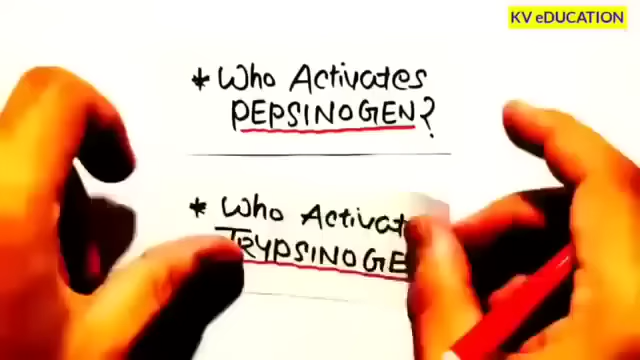 KV eDUCATION
* Who Activates
PEPSINOGEN?
* Who Activat
TRYPSINOGE